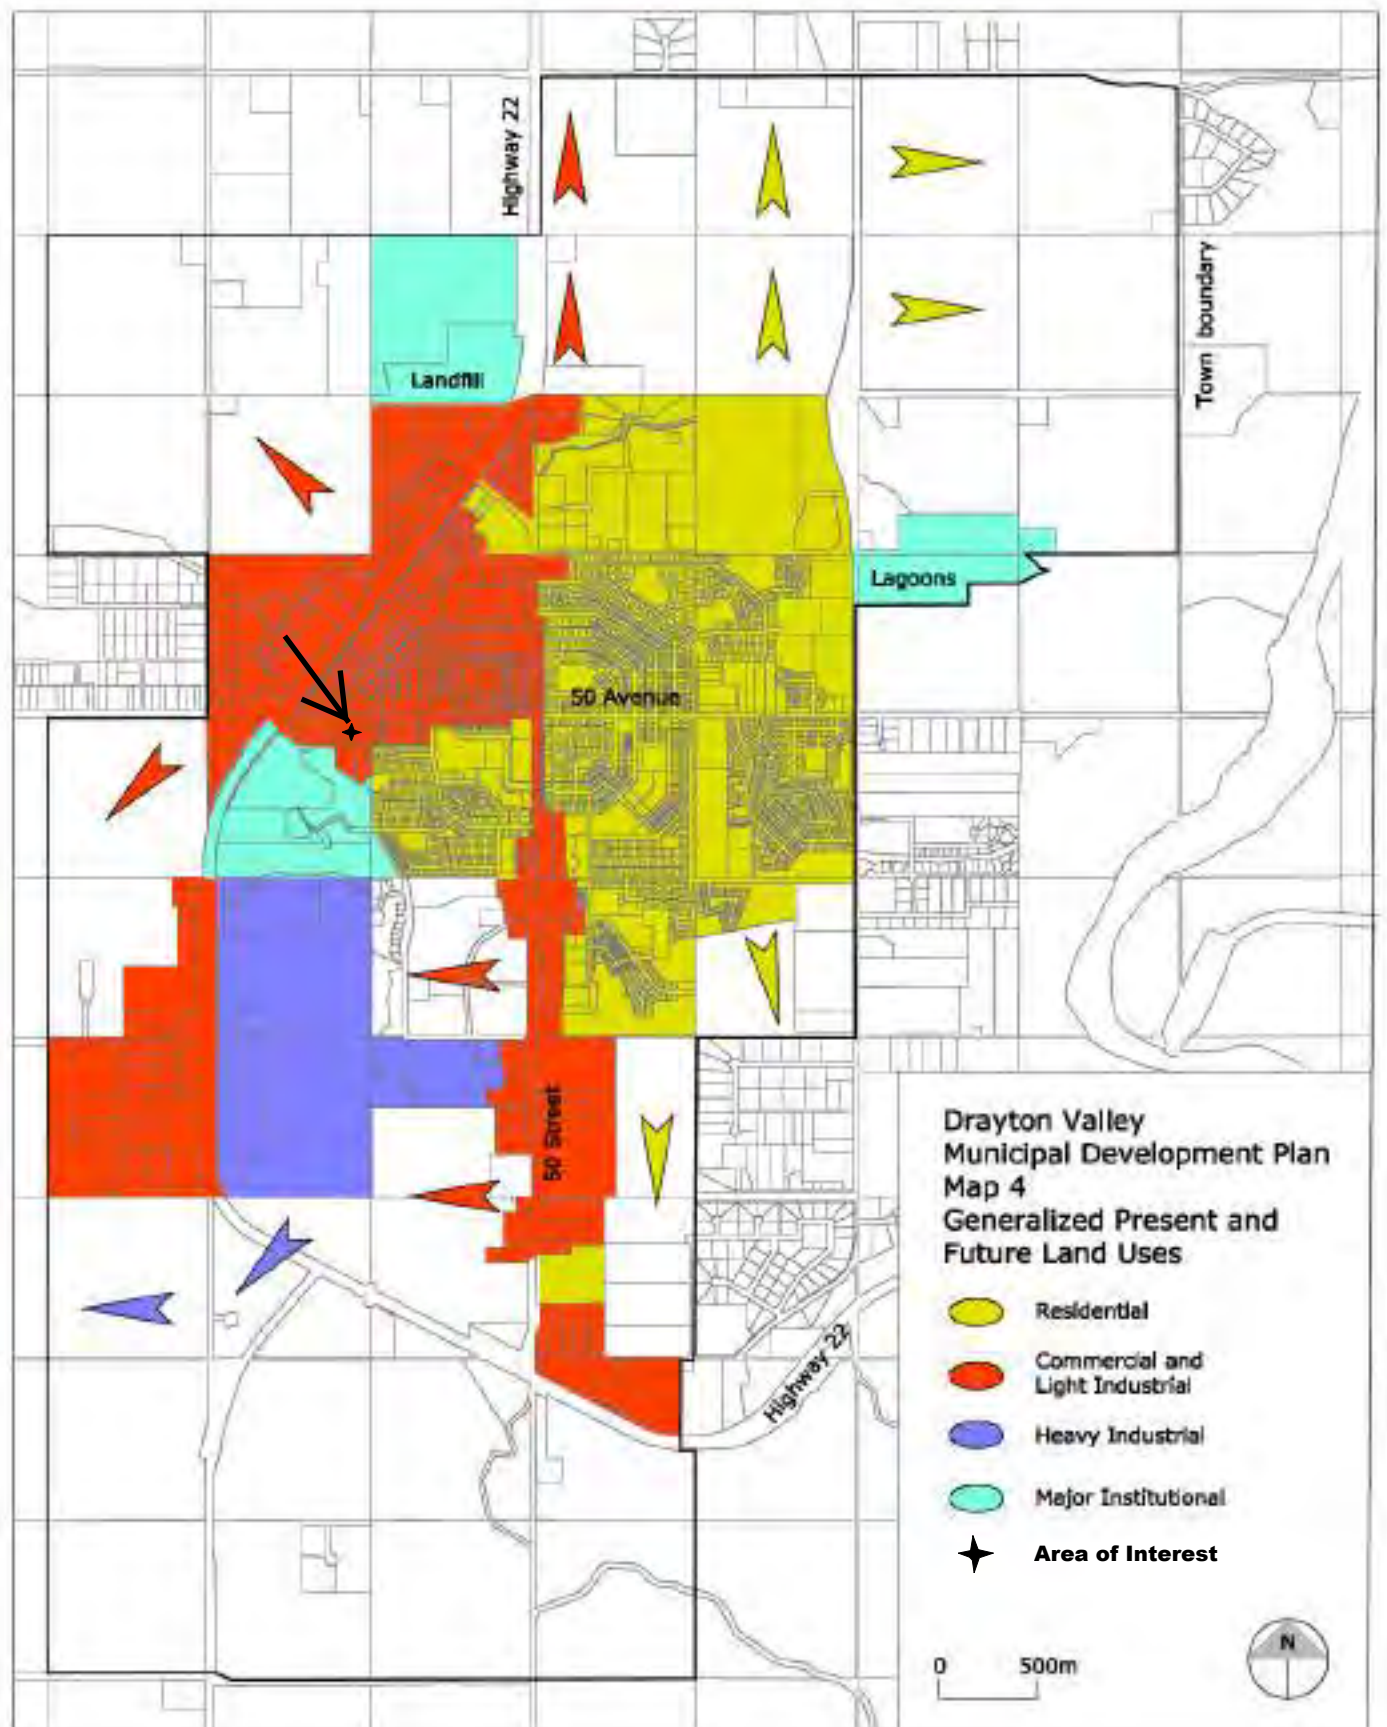 Highway 22
Town boundary
Landfill
Lagoons
50 Avenue
50 Street
Highway 22
Drayton Valley
Municipal Development Plan
Map 4
Generalized Present and
Future Land Uses
Residential
Commercial and
Light Industrial
Heavy Industrial
Major Institutional
Area of Interest
0 500m
N